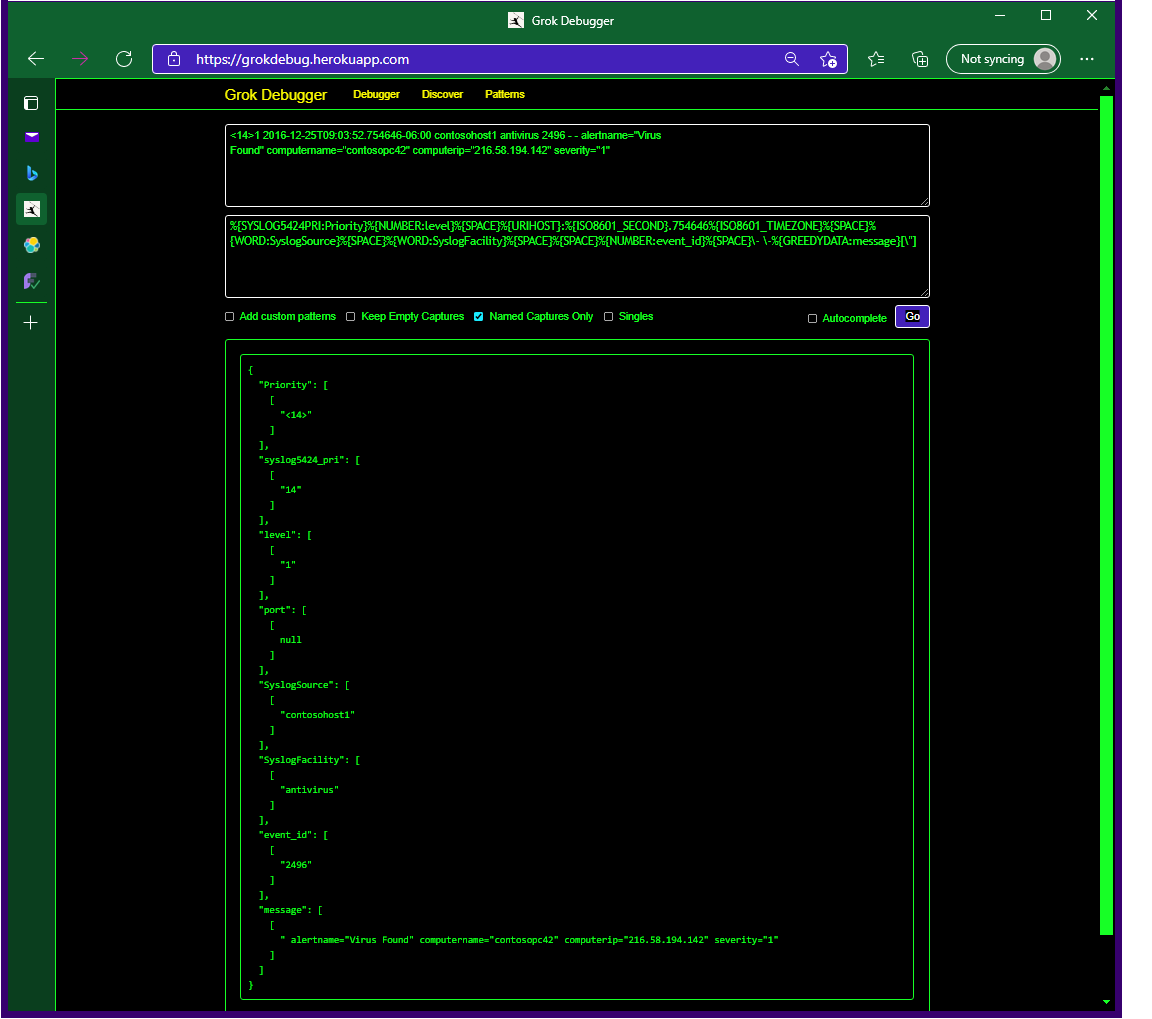 Grok Debugger
https://grokdebug.herokuapp.com
Not syncing
Grok Debugger Debugger Discover Patterns
<14>1 2016-12-25T09:03:52.754646-06:00 contosohost1 antivirus 2496 - - alertname="Virus
Found" computername="contosopc42" computerip="216.58.194.142" severity="1"
%{SYSLOG5424PRI:Priority}%{NUMBER:level}%{SPACE}%{URIHOST}:%{ISO8601_SECOND}.754646%{ISO8601_TIMEZONE}%{SPACE}%
{WORD:SyslogSource}%{SPACE}%{WORD:SyslogFacility}%{SPACE}%{SPACE}%{NUMBER:event_id}%{SPACE}\- \-%{GREEDYDATA:message}[\"]
Add custom patterns Keep Empty Captures Named Captures Only Singles Autocomplete Go
{
"Priority": [
[
"<14>"
]
],
"syslog5424_pri": [
[
"14"
]
],
"level": [
[
"1"
]
],
"port": [
[
null
]
],
"SyslogSource": [
[
"contosohost1"
]
],
"SyslogFacility": [
[
"antivirus"
]
],
"event_id": [
[
"2496"
]
],
"message": [
[
" alertname="Virus Found" computername="contosopc42" computerip="216.58.194.142" severity="1"
]
]
}